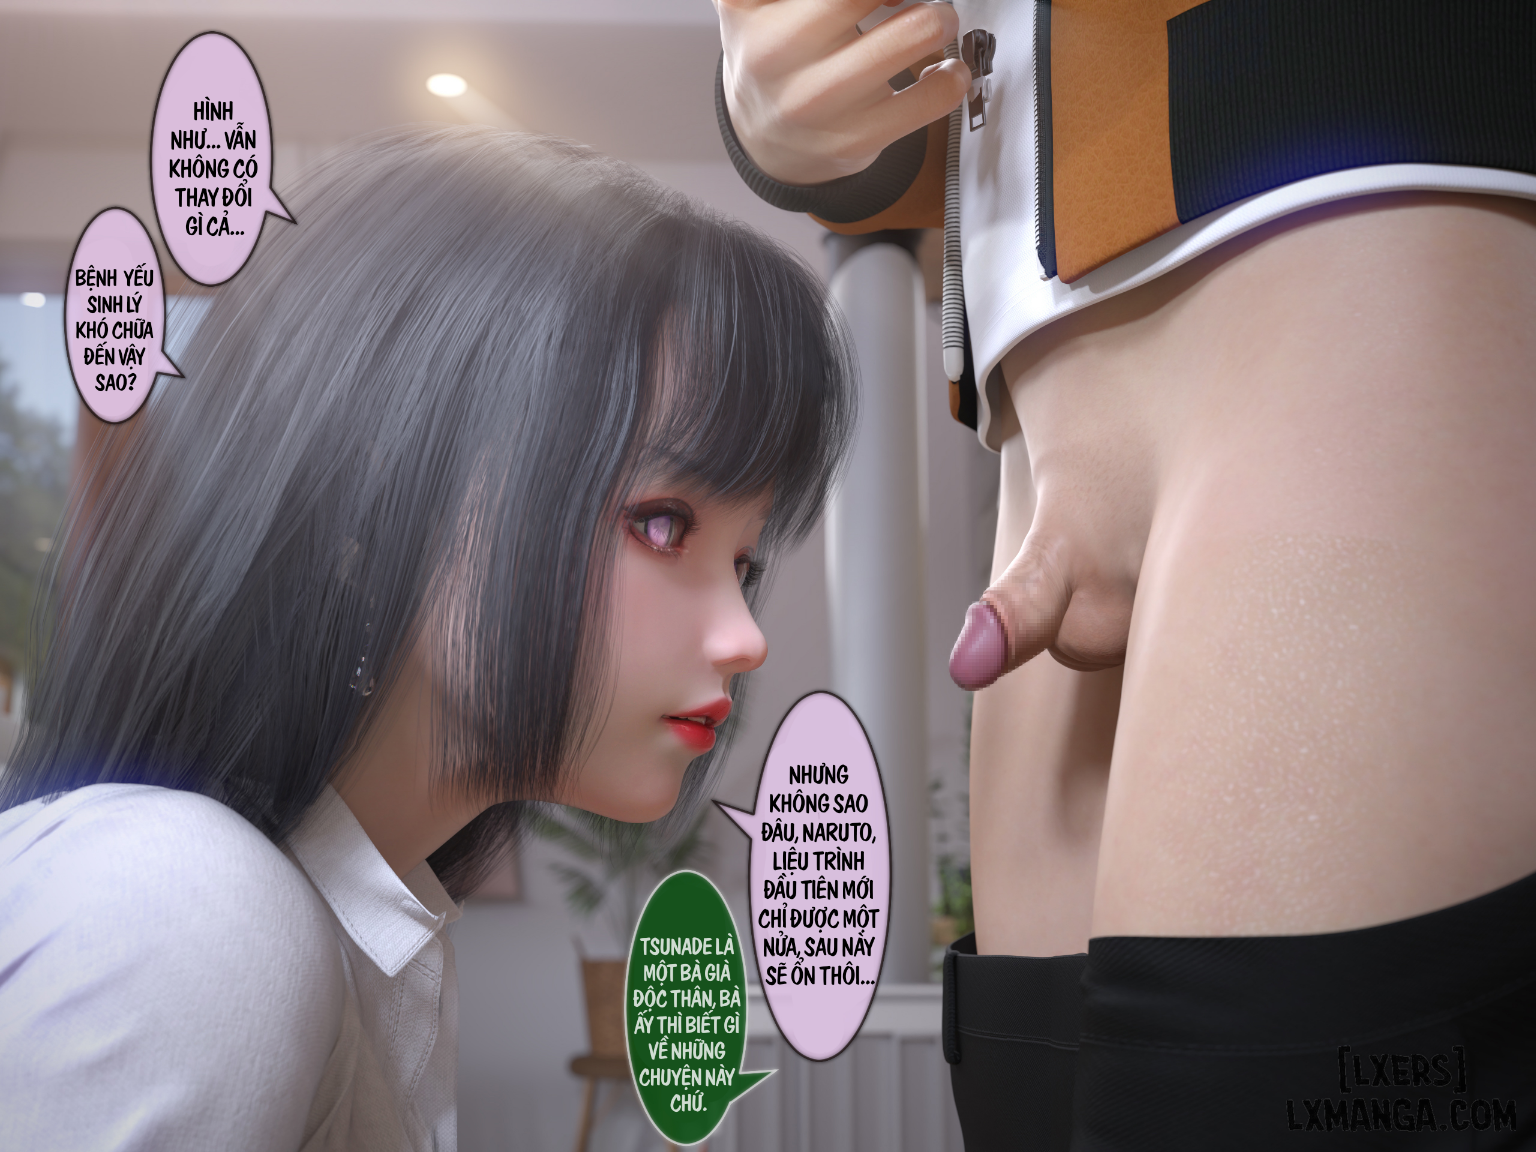 HÌNH
NHƯ... VẪN
KHÔNG CÓ
THAY ĐỔI
GÌ CẢ...
BỆNH YẾU
SINH LÝ
KHÓ CHỮA
ĐẾN VẬY
SAO?
NHƯNG
KHÔNG SAO
ĐÂU, NARUTO,
LIỆU TRÌNH
ĐẦU TIÊN MỚI
CHỈ ĐƯỢC MỘT
NỬA, SAU NÀY
SẼ ỔN THÔI...
TSUNADE LÀ
MỘT BÀ GIÀ
ĐỘC THÂN, BÀ
ẤY THÌ BIẾT GÌ
VỀ NHỮNG
CHUYỆN NÀY
CHỨ.
[LXERS]
LXMANGA.COM